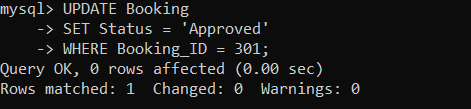 mysql> UPDATE Booking
    -> SET Status = 'Approved'
    -> WHERE Booking_ID = 301;
Query OK, 0 rows affected (0.00 sec)
Rows matched: 1  Changed: 0  Warnings: 0